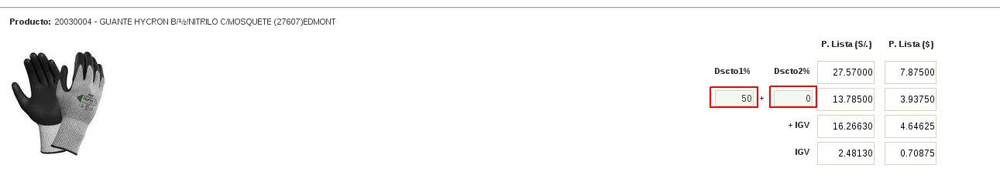 Producto: 20030004 - GUANTE HYCRON B/½/NITRILO C/MOSQUETE (27607)EDMONT
P. Lista (S/.) P. Lista ($)
Dscto1% Dscto2% 27.57000 7.87500
50 + 0 13.78500 3.93750
+ IGV 16.26630 4.64625
IGV 2.48130 0.70875